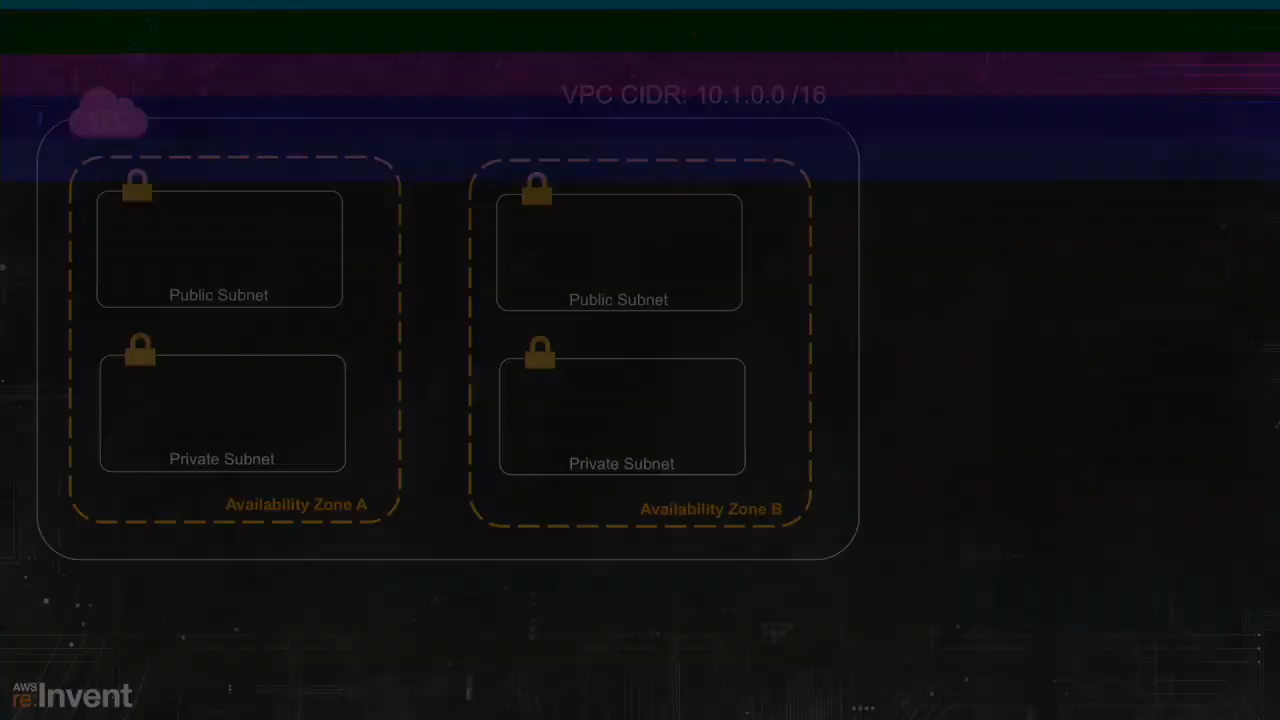 VPC CIDR: 10.1.0.0 /16
VPC
Public Subnet
Public Subnet
Private Subnet
Private Subnet
Availability Zone A
Availability Zone B
AWS
re:Invent